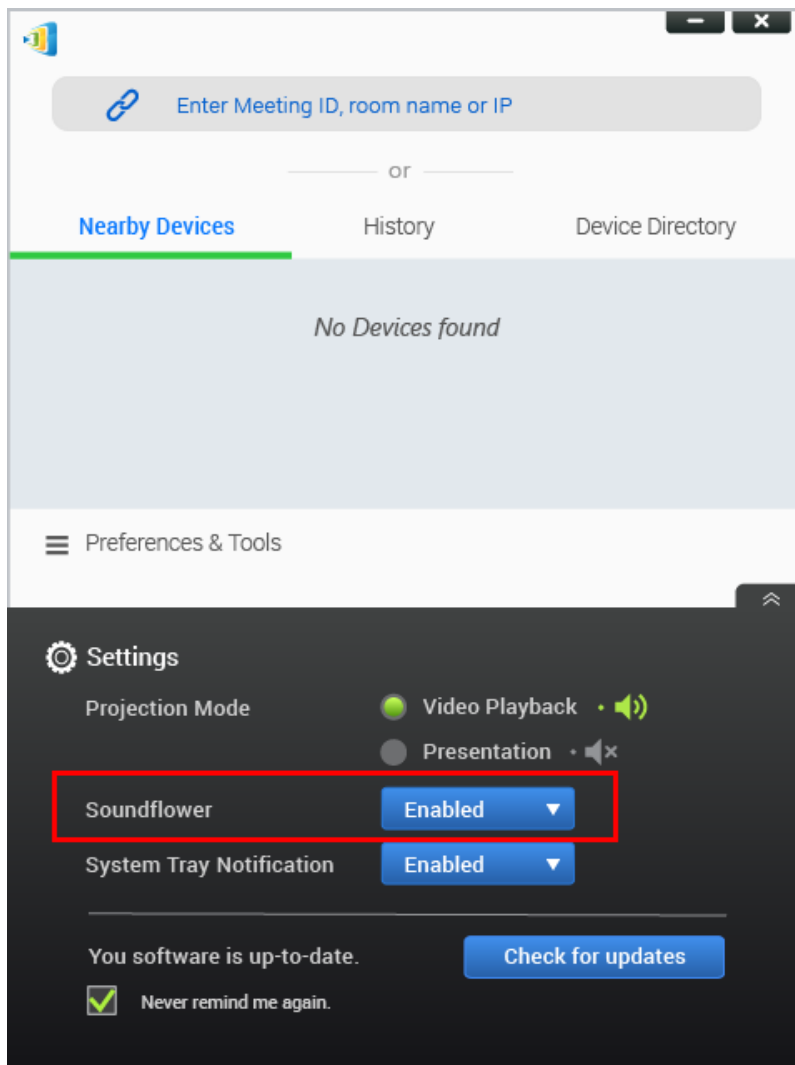 Enter Meeting ID, room name or IP
or
Nearby Devices History Device Directory
No Devices found
Preferences & Tools
Settings
Projection Mode Video Playback
Presentation
Soundflower Enabled
System Tray Notification Enabled
You software is up-to-date. Check for updates
Never remind me again.